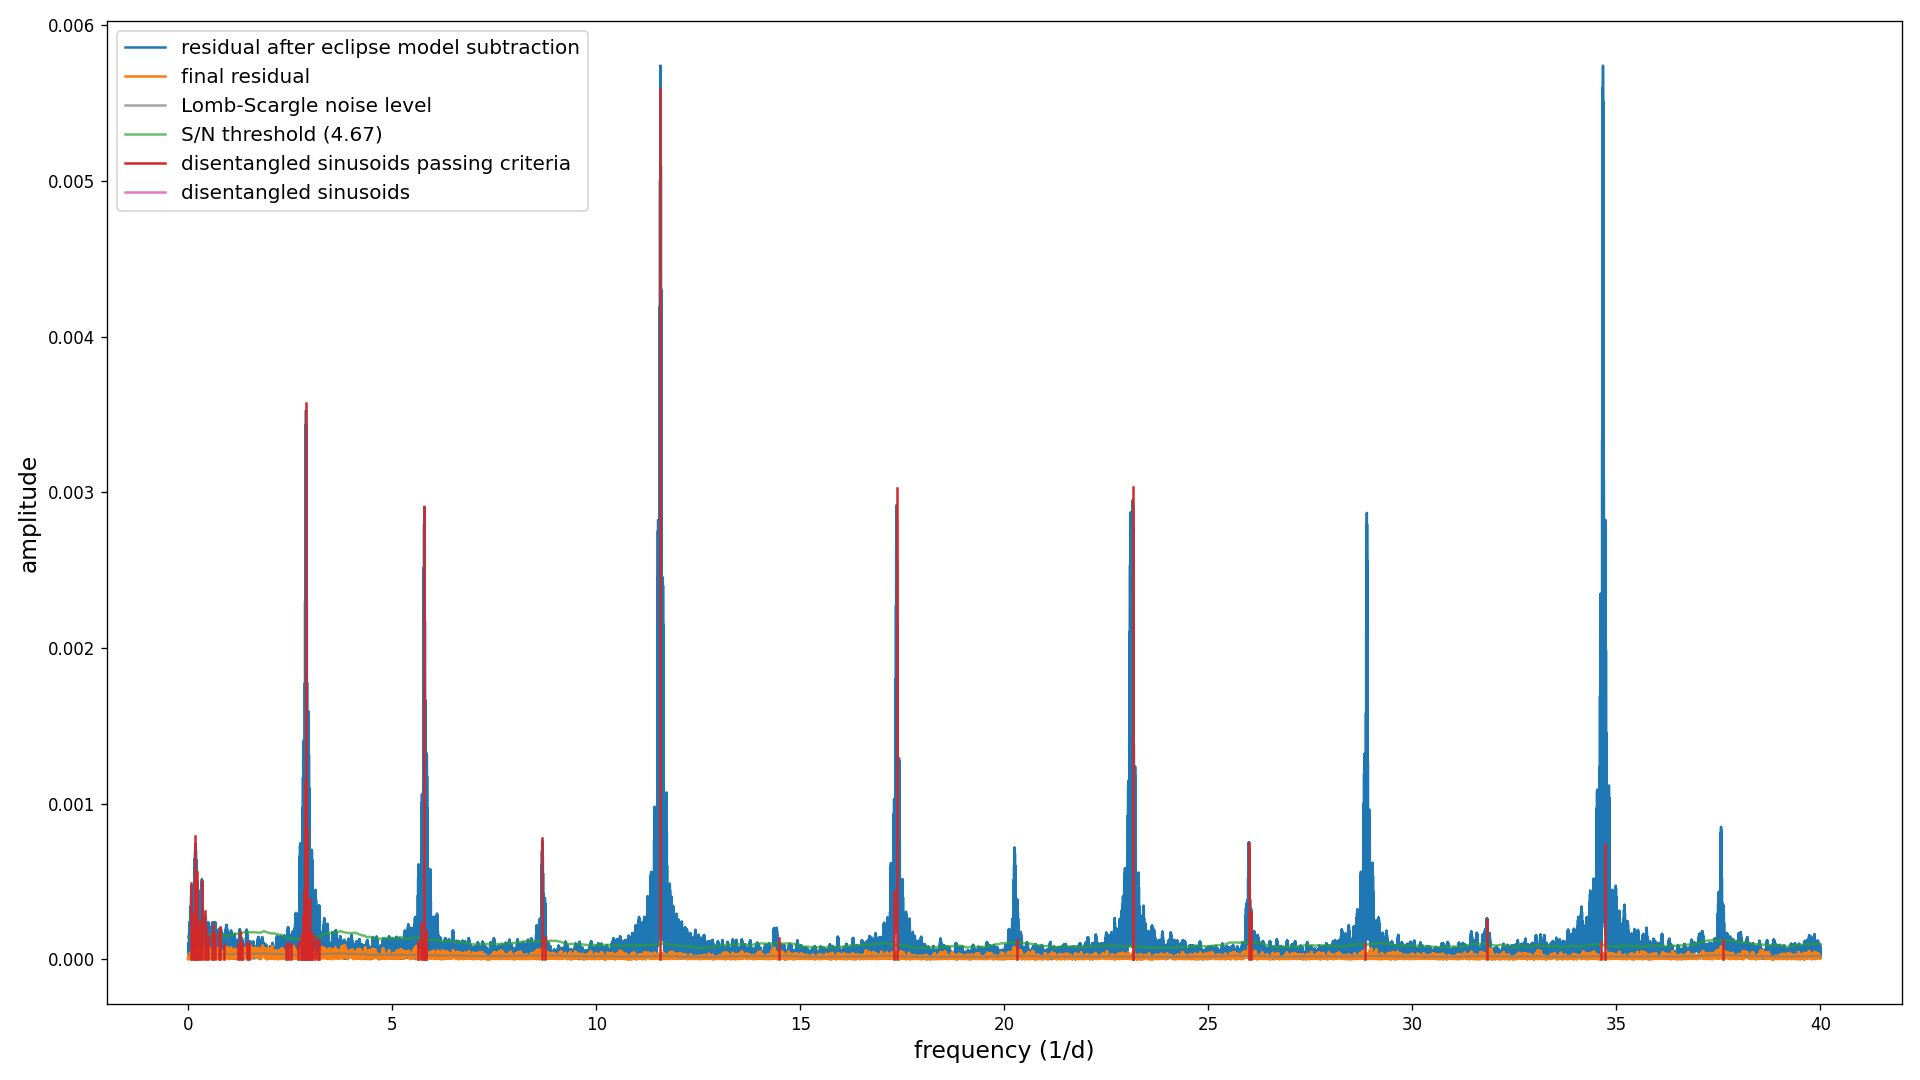 residual after eclipse model subtraction
final residual
Lomb-Scargle noise level
S/N threshold (4.67)
disentangled sinusoids passing criteria
disentangled sinusoids
0.006
0.005
0.004
0.003
0.002
0.001
0.000
amplitude
0 5 10 15 20 25 30 35 40
frequency (1/d)